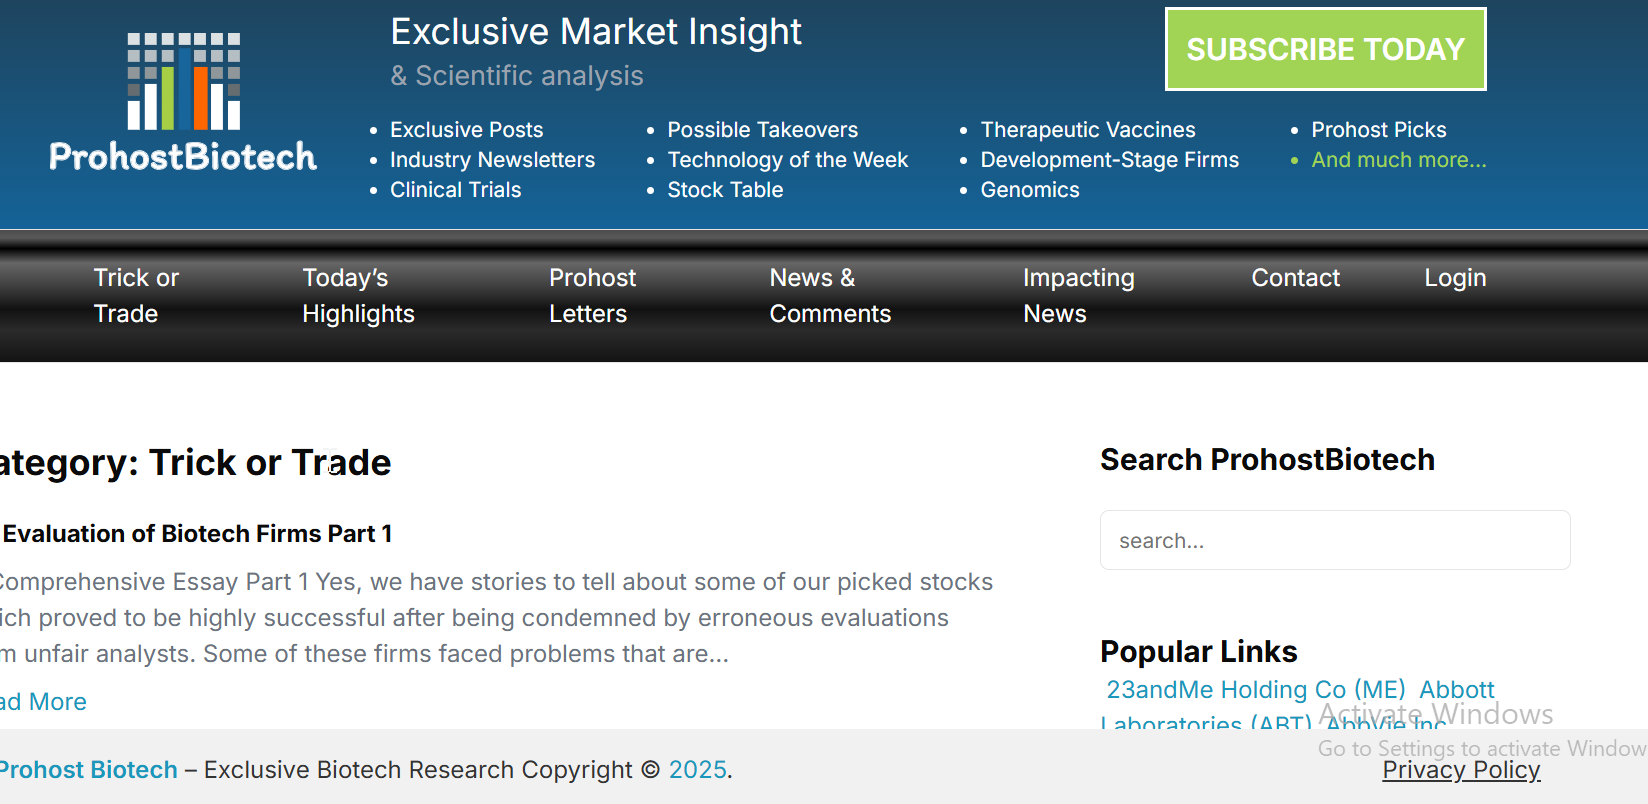 Exclusive Market Insight
& Scientific analysis
SUBSCRIBE TODAY
ProhostBiotech
Exclusive Posts
Industry Newsletters
Clinical Trials
Possible Takeovers
Technology of the Week
Stock Table
Therapeutic Vaccines
Development-Stage Firms
Genomics
Prohost Picks
And much more...
Trick or
Trade
Today's
Highlights
Prohost
Letters
News &
Comments
Impacting
News
Contact
Login
ategory: Trick or Trade
Evaluation of Biotech Firms Part 1
Comprehensive Essay Part 1 Yes, we have stories to tell about some of our picked stocks
ich proved to be highly successful after being condemned by erroneous evaluations
m unfair analysts. Some of these firms faced problems that are...
ad More
Search ProhostBiotech
search...
Popular Links
23andMe Holding Co (ME) Abbott
Laboratories (ABT) AbbVie Inc
Activate Windows
Go to Settings to activate Window
Prohost Biotech – Exclusive Biotech Research Copyright © 2025.
Privacy Policy